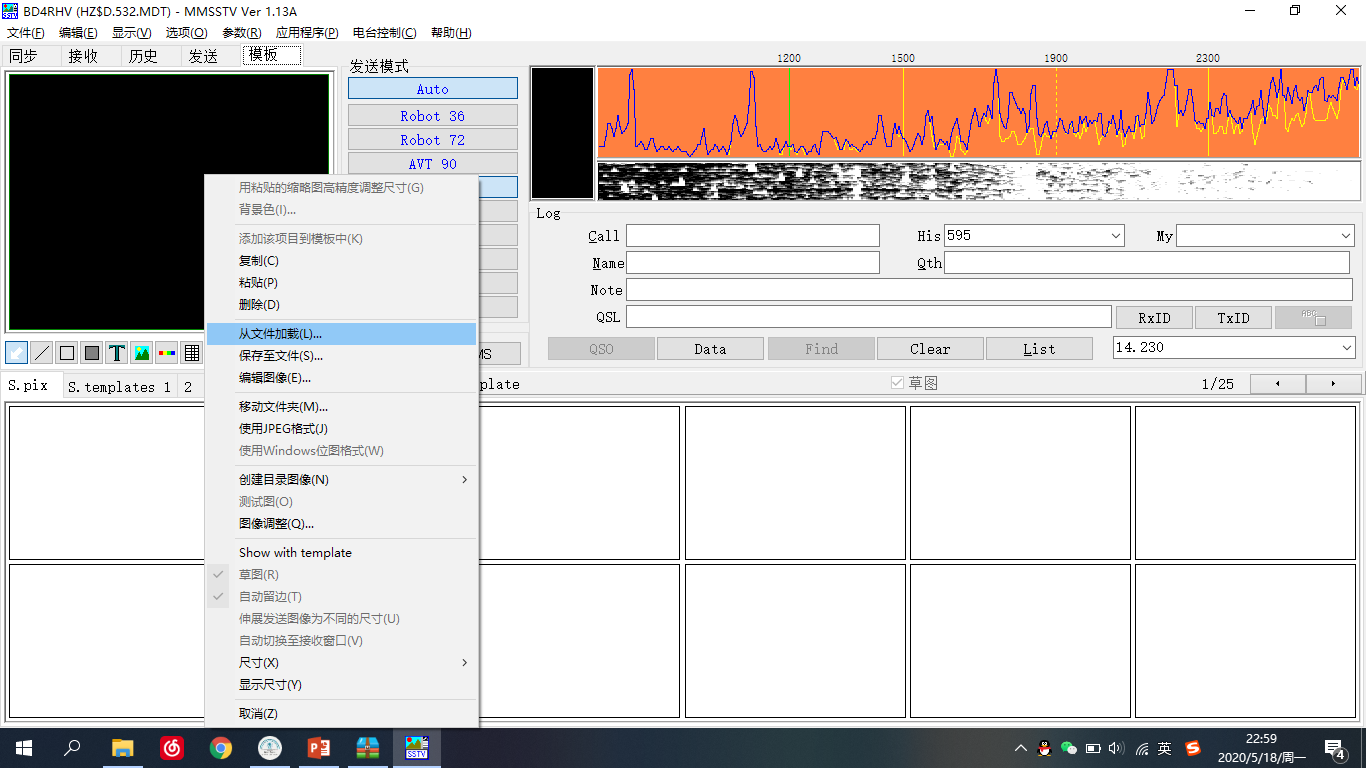 BD4RHV (HZ$D.532.MDT) - MMSSTV Ver 1.13A
文件(F) 编辑(E) 显示(V) 选项(O) 参数(R) 应用程序(P) 电台控制(C) 帮助(H)
同步 接收 历史 发送 模板
发送模式
Auto
Robot 36
Robot 72
AVT 90
1200 1500 1900 2300
用粘贴的缩略图高精度调整尺寸(G)
背景色(I)...
添加该项目到模板中(K)
复制(C)
粘贴(P)
删除(D)
从文件加载(L)...
保存至文件(S)...
编辑图像(E)...
移动文件夹(M)...
使用JPEG格式(J)
使用Windows位图格式(W)
创建目录图像(N)
测试图(O)
图像调整(Q)...
Show with template
草图(R)
自动留边(T)
伸展发送图像为不同的尺寸(U)
自动切换至接收窗口(V)
尺寸(X)
显示尺寸(Y)
取消(Z)
Log
Call His 595 My
Name Qth
Note
QSL RxID TxID ABC
QSO Data Find Clear List 14.230
T MS
S.pix S.templates 1 2 plate 草图 1/25
SSTV
英
22:59
2020/5/18/周一
4